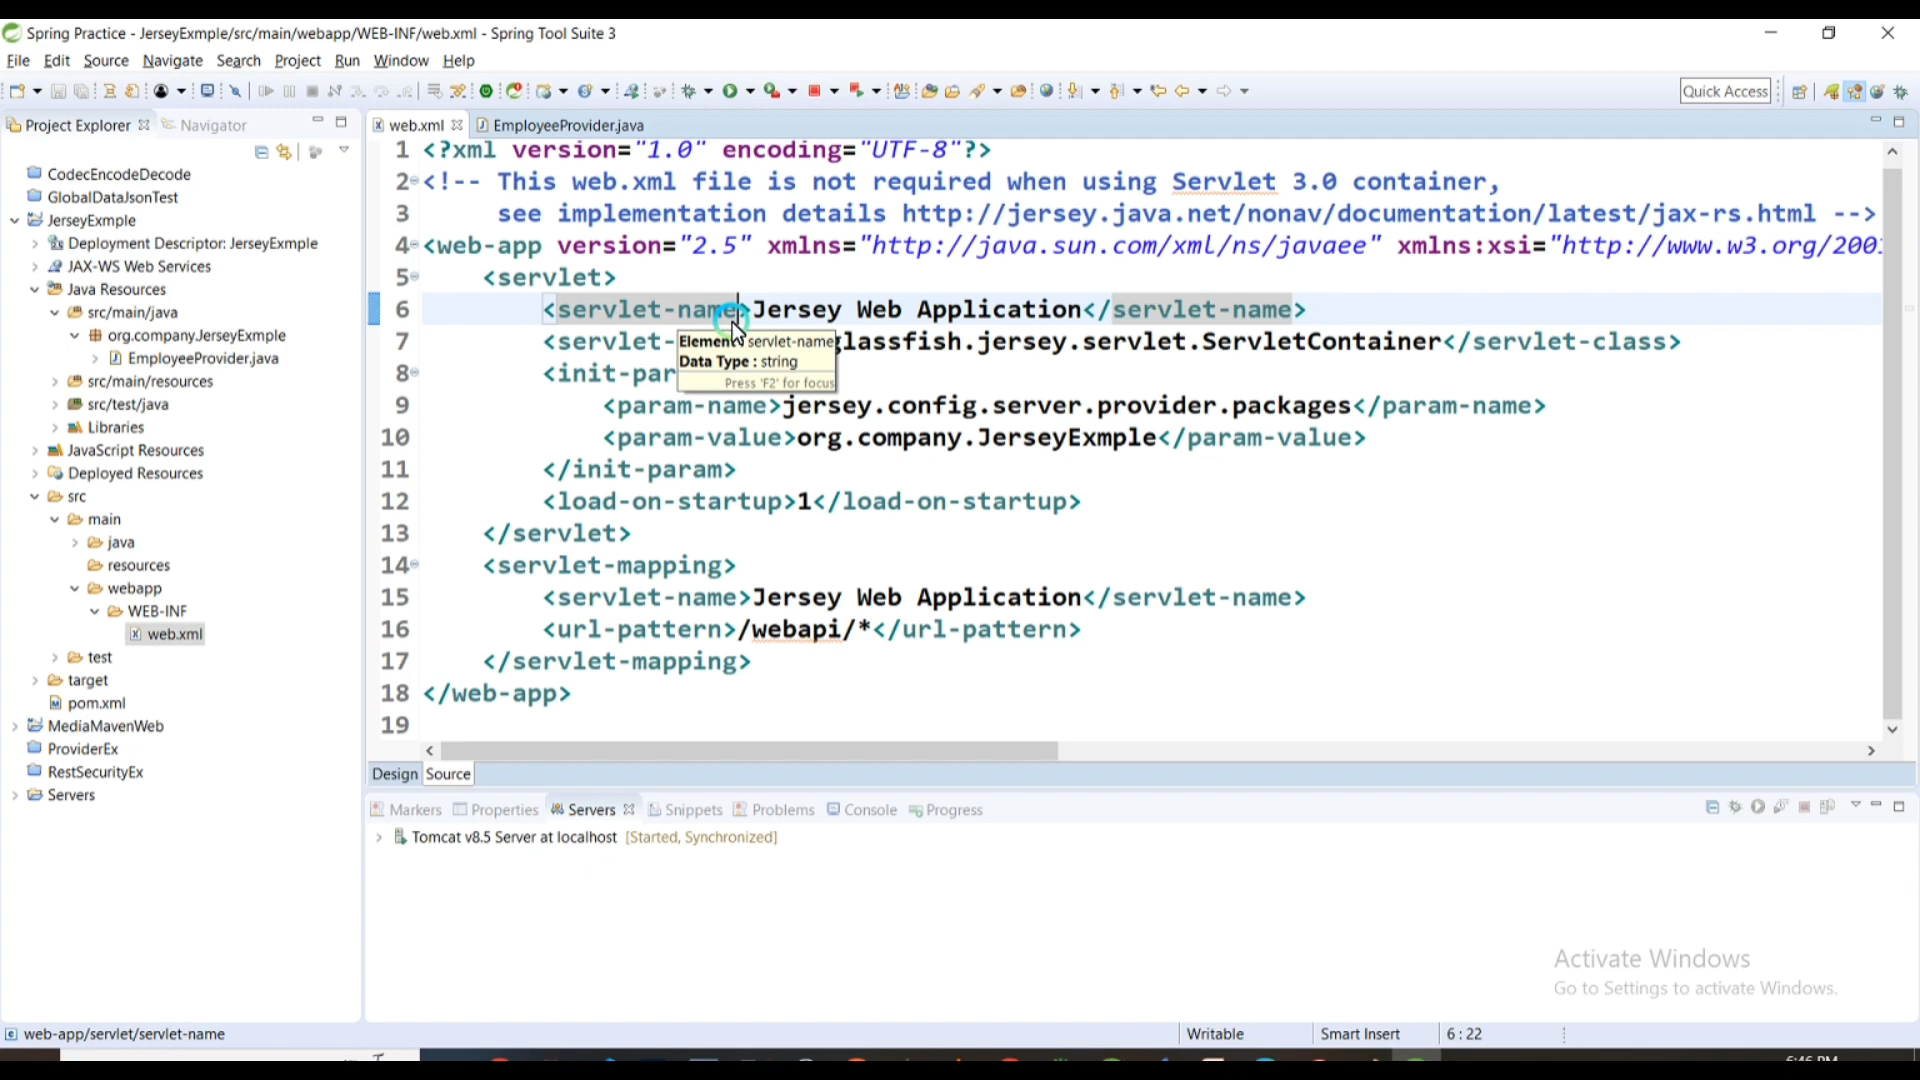 Spring Practice - JerseyExmple/src/main/webapp/WEB-INF/web.xml - Spring Tool Suite 3
File Edit Source Navigate Search Project Run Window Help
Quick Access
Project Explorer Navigator
CodecEncodeDecode
GlobalDataJsonTest
JerseyExmple
Deployment Descriptor: JerseyExmple
JAX-WS Web Services
Java Resources
src/main/java
org.company.JerseyExmple
EmployeeProvider.java
src/main/resources
src/test/java
Libraries
JavaScript Resources
Deployed Resources
src
main
java
resources
webapp
WEB-INF
web.xml
test
target
pom.xml
MediaMavenWeb
ProviderEx
RestSecurityEx
Servers
web.xml EmployeeProvider.java
1 <?xml version="1.0" encoding="UTF-8"?>
2 <!-- This web.xml file is not required when using Servlet 3.0 container,
3 see implementation details http://jersey.java.net/nonav/documentation/latest/jax-rs.html -->
4 <web-app version="2.5" xmlns="http://java.sun.com/xml/ns/javaee" xmlns:xsi="http://www.w3.org/200
5 <servlet>
6 <servlet-name>Jersey Web Application</servlet-name>
7 <servlet- glassfish.jersey.servlet.ServletContainer</servlet-class>
8 <init-par
9 <param-name>jersey.config.server.provider.packages</param-name>
10 <param-value>org.company.JerseyExmple</param-value>
11 </init-param>
12 <load-on-startup>1</load-on-startup>
13 </servlet>
14 <servlet-mapping>
15 <servlet-name>Jersey Web Application</servlet-name>
16 <url-pattern>/webapi/*</url-pattern>
17 </servlet-mapping>
18 </web-app>
19
Element servlet-name
Data Type : string
Press 'F2' for focus
Design Source
Markers Properties Servers Snippets Problems Console Progress
Tomcat v8.5 Server at localhost [Started, Synchronized]
Activate Windows
Go to Settings to activate Windows.
web-app/servlet/servlet-name
Writable Smart Insert 6 : 22